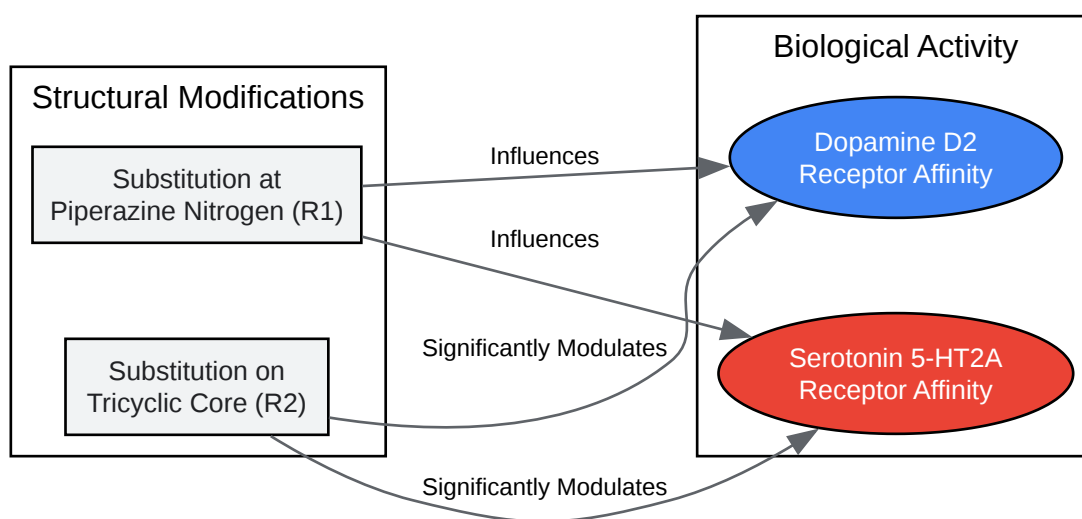 Biological Activity
Structural Modifications
Substitution at
Piperazine Nitrogen (R1)
Substitution on
Tricyclic Core (R2)
Influences
Influences
Significantly Modulates
Significantly Modulates
Dopamine D2
Receptor Affinity
Serotonin 5-HT2A
Receptor Affinity